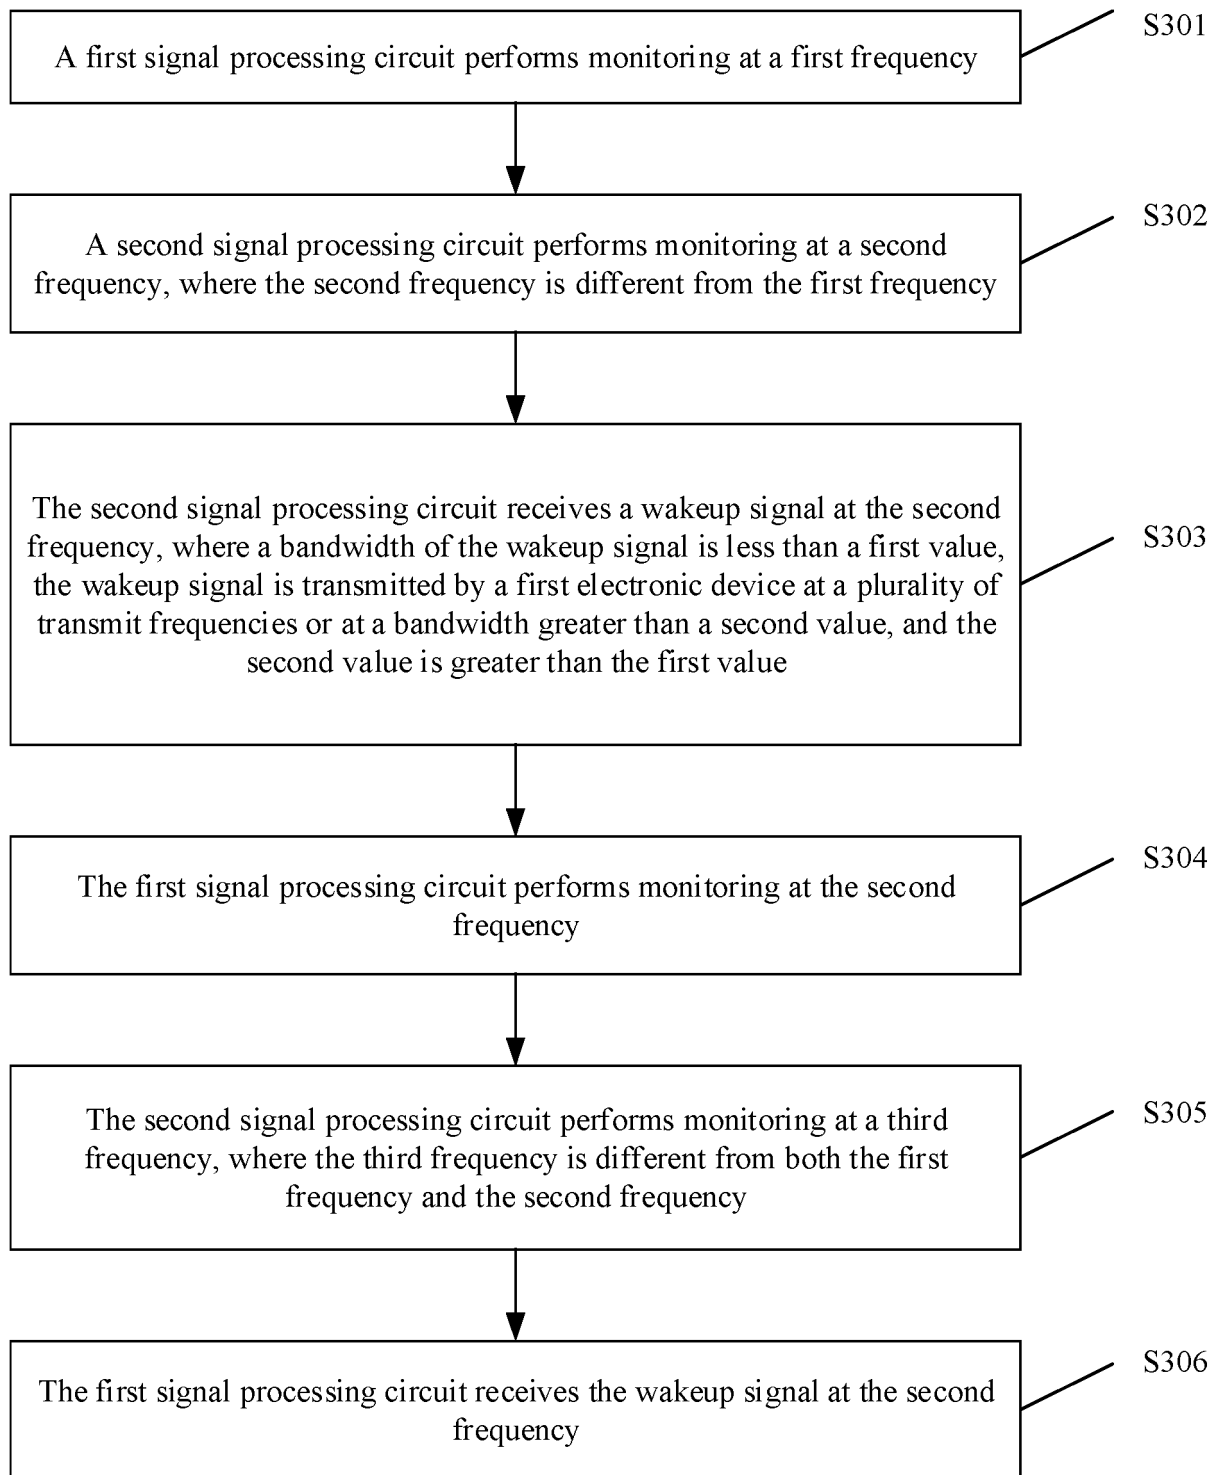 S301
A first signal processing circuit performs monitoring at a first frequency
S302
A second signal processing circuit performs monitoring at a second
frequency, where the second frequency is different from the first frequency
The second signal processing circuit receives a wakeup signal at the second
frequency, where a bandwidth of the wakeup signal is less than a first value,
S303
the wakeup signal is transmitted by a first electronic device at a plurality of
transmit frequencies or at a bandwidth greater than a second value, and the
second value is greater than the first value
S304
The first signal processing circuit performs monitoring at the second
frequency
S305
The second signal processing circuit performs monitoring at a third
frequency, where the third frequency is different from both the first
frequency and the second frequency
S306
The first signal processing circuit receives the wakeup signal at the second
frequency